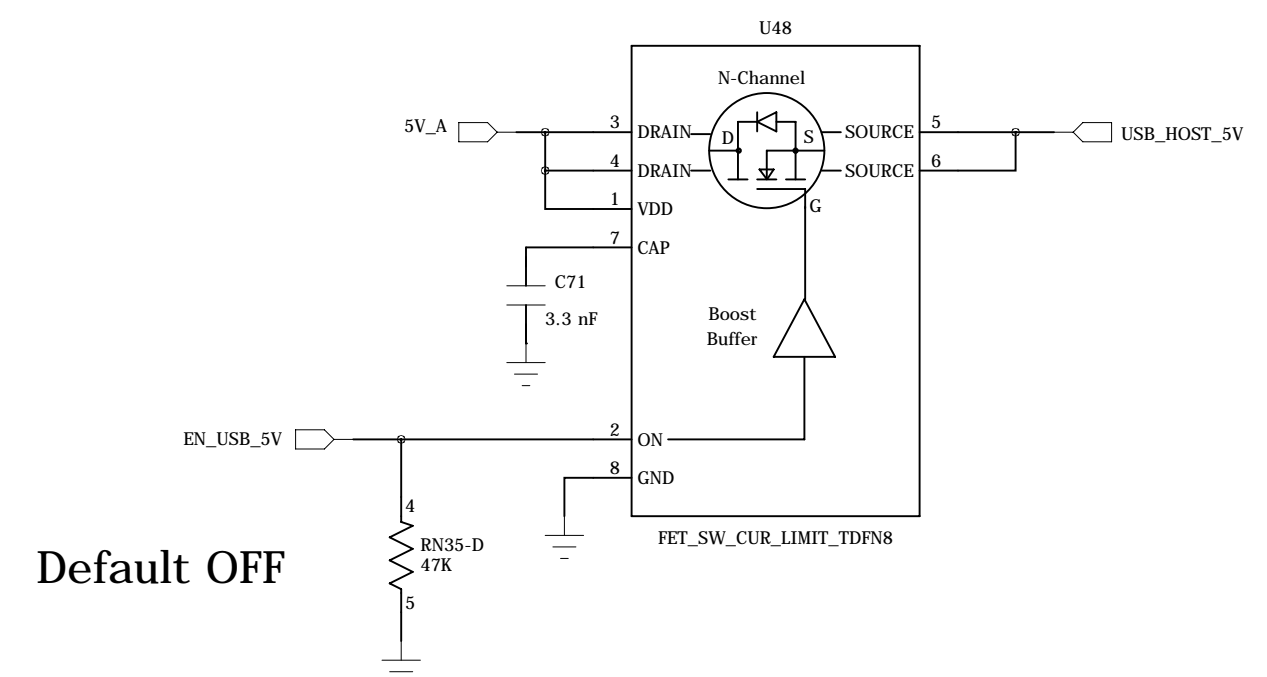 U48
N-Channel
5V_A
3
DRAIN
D
S
SOURCE
5
USB_HOST_5V
4
DRAIN
SOURCE
6
1
VDD
G
7
CAP
C71
3.3 nF
Boost
Buffer
EN_USB_5V
2
ON
8
GND
4
FET_SW_CUR_LIMIT_TDFN8
RN35-D
47K
Default OFF
5